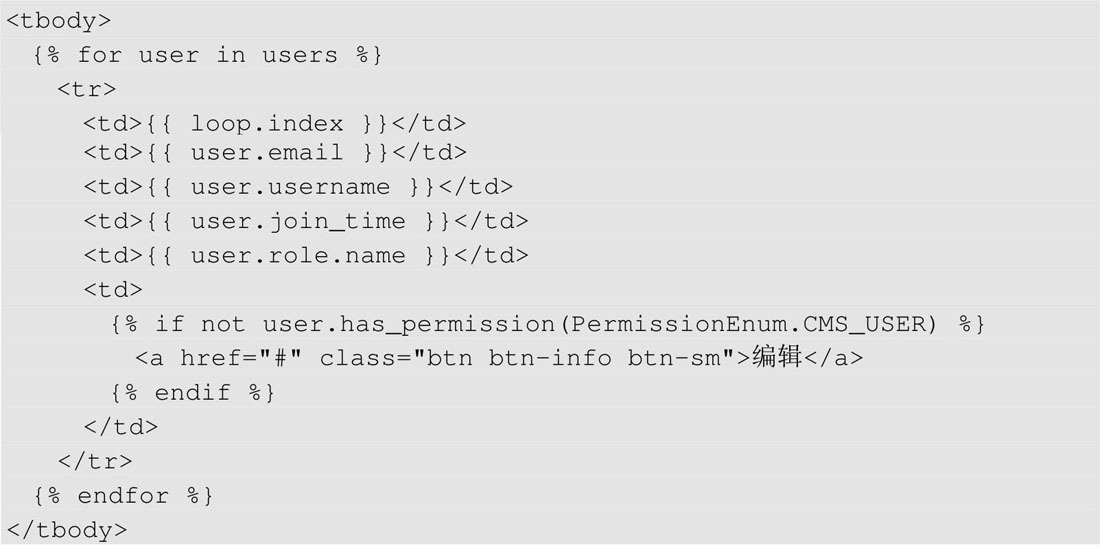 <tbody>
  {% for user in users %}
    <tr>
      <td>{{ loop.index }}</td>
      <td>{{ user.email }}</td>
      <td>{{ user.username }}</td>
      <td>{{ user.join_time }}</td>
      <td>{{ user.role.name }}</td>
      <td>
        {% if not user.has_permission(PermissionEnum.CMS_USER) %}
          <a href="#" class="btn btn-info btn-sm">编辑</a>
        {% endif %}
      </td>
    </tr>
  {% endfor %}
</tbody>